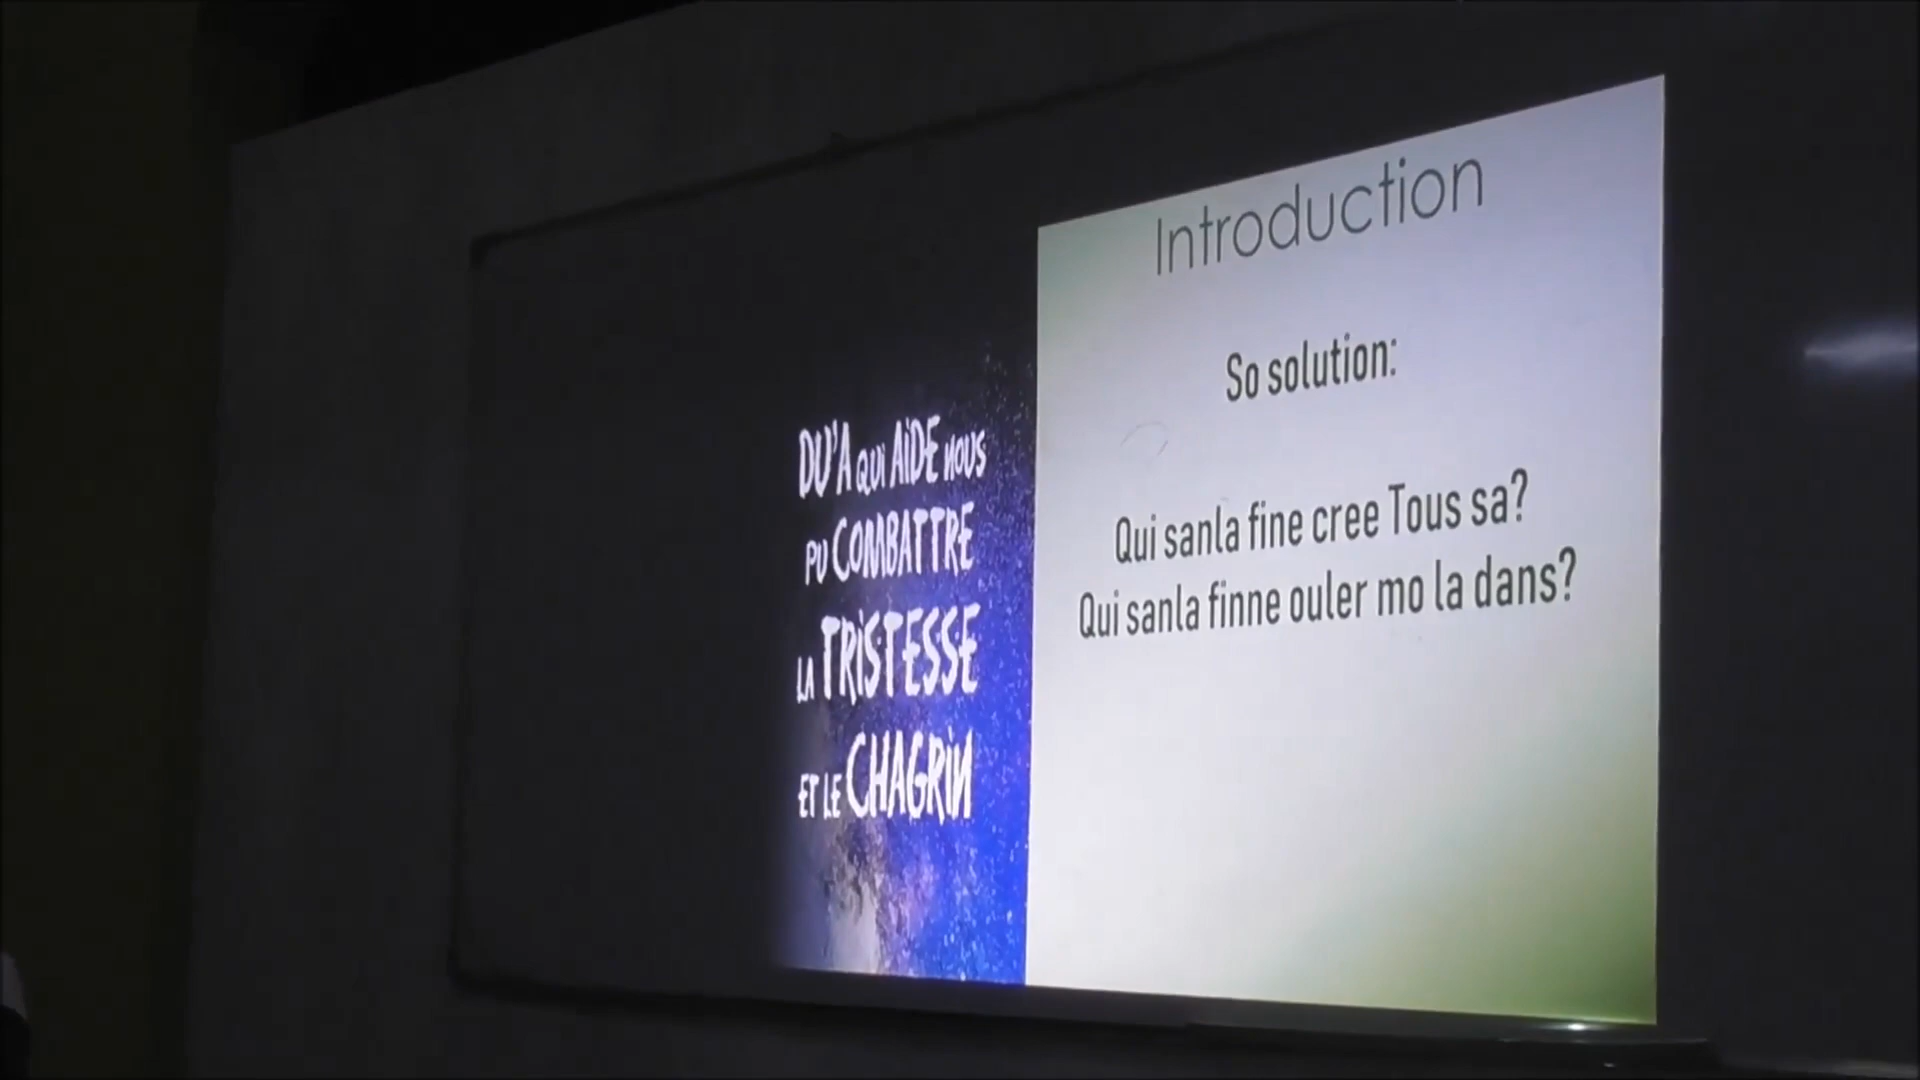 DU'A QUI AIDE NOUS
PU COMBATTRE
LA TRISTESSE
ET LE CHAGRIN
Introduction
So solution:
Qui sanla fine cree Tous sa?
Qui sanla finne ouler mo la dans?